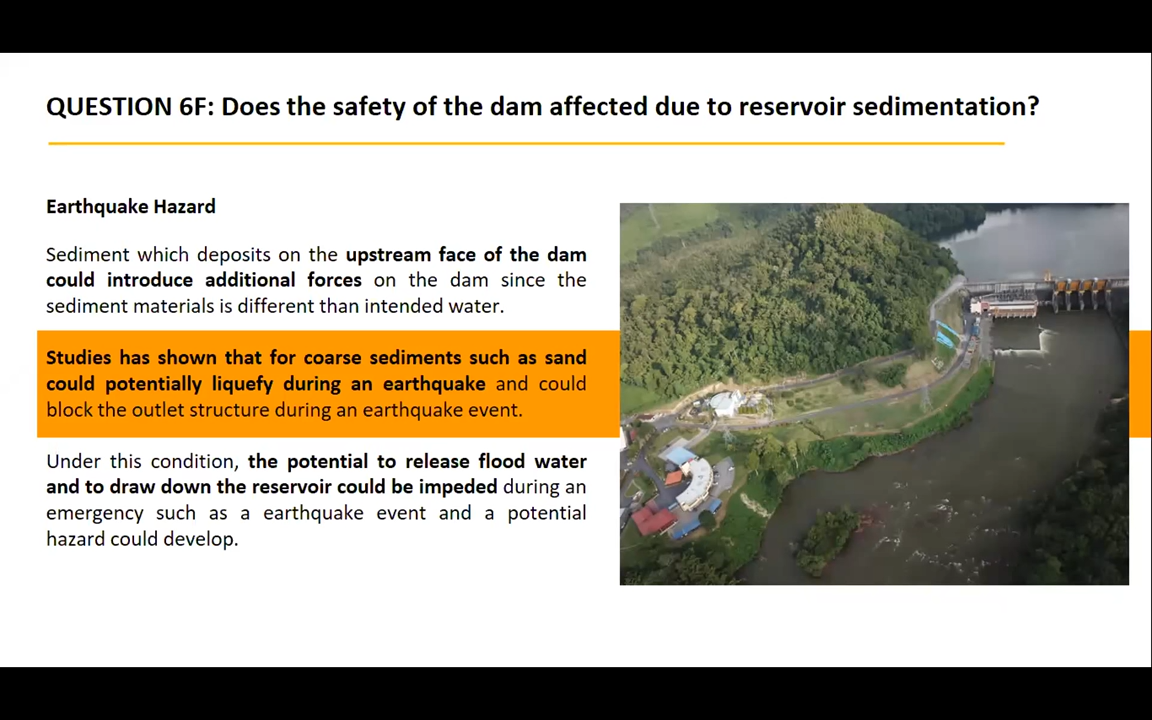 QUESTION 6F: Does the safety of the dam affected due to reservoir sedimentation?
Earthquake Hazard
Sediment which deposits on the upstream face of the dam
could introduce additional forces on the dam since the
sediment materials is different than intended water.
Studies has shown that for coarse sediments such as sand
could potentially liquefy during an earthquake and could
block the outlet structure during an earthquake event.
Under this condition, the potential to release flood water
and to draw down the reservoir could be impeded during an
emergency such as a earthquake event and a potential
hazard could develop.